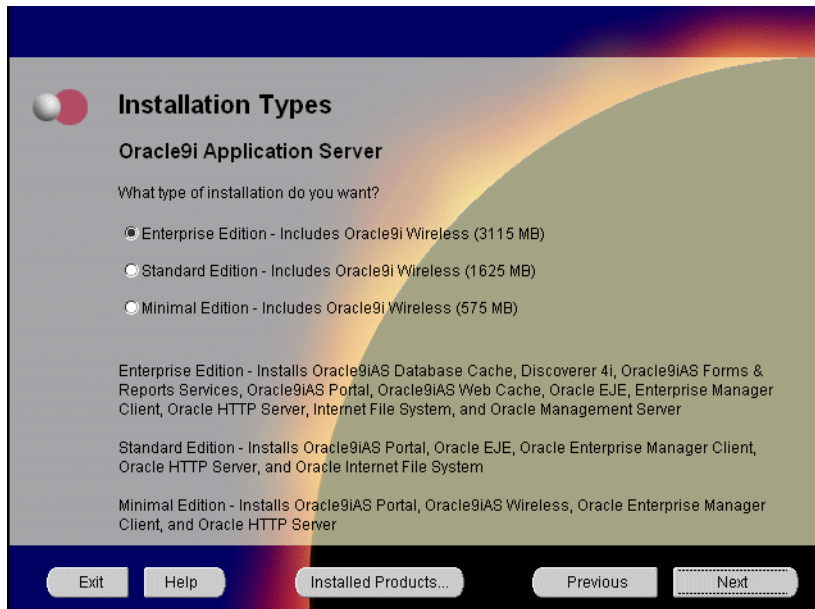 Installation Types
Oracle9i Application Server
What type of installation do you want?
Enterprise Edition - Includes Oracle9i Wireless (3115 MB)
Standard Edition - Includes Oracle9i Wireless (1625 MB)
Minimal Edition - Includes Oracle9i Wireless (575 MB)
Enterprise Edition - Installs Oracle9iAS Database Cache, Discoverer 4i, Oracle9iAS Forms &
Reports Services, Oracle9iAS Portal, Oracle9iAS Web Cache, Oracle EJE, Enterprise Manager
Client, Oracle HTTP Server, Internet File System, and Oracle Management Server
Standard Edition - Installs Oracle9iAS Portal, Oracle EJE, Oracle Enterprise Manager Client,
Oracle HTTP Server, and Oracle Internet File System
Minimal Edition - Installs Oracle9iAS Portal, Oracle9iAS Wireless, Oracle Enterprise Manager
Client, and Oracle HTTP Server
Exit Help Installed Products... Previous Next